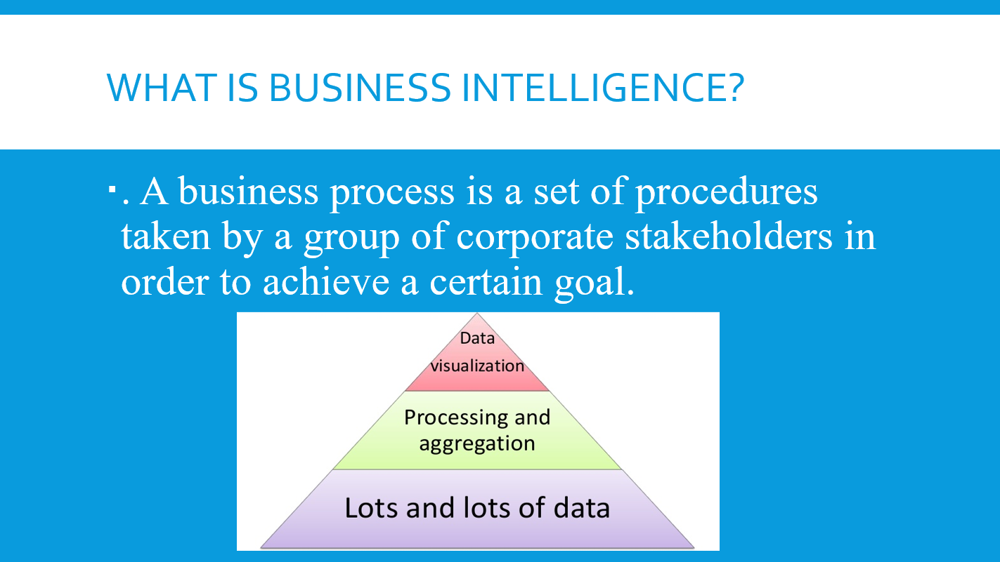 WHAT IS BUSINESS INTELLIGENCE?
▪ . A business process is a set of procedures
taken by a group of corporate stakeholders in
order to achieve a certain goal.
Data
visualization
Processing and
aggregation
Lots and lots of data